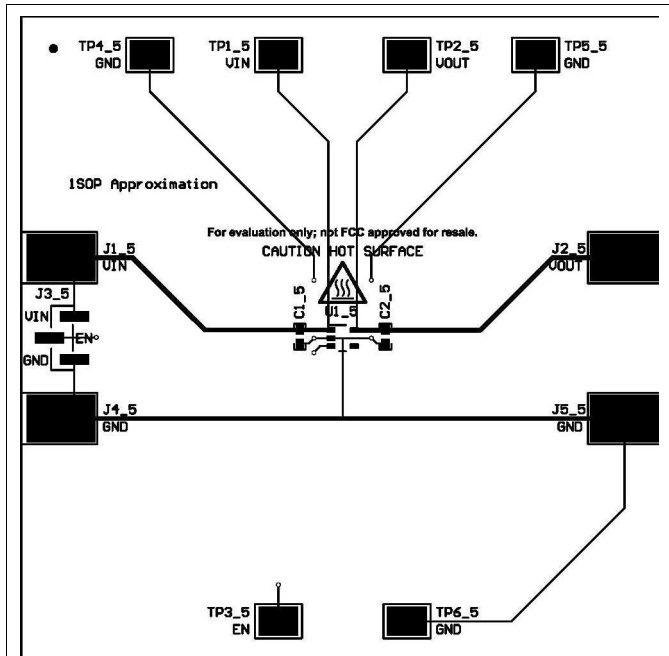 TP4_5
GND
TP1_5
VIN
TP2_5
VOUT
TP5_5
GND
1SOP Approximation
For evaluation only; not FCC approved for resale.
CAUTION HOT SURFACE
J1_5
VIN
J2_5
VOUT
J3_5
VIN
EN
GND
C1_5
U1_5
C2_5
J4_5
GND
J5_5
GND
TP3_5
EN
TP6_5
GND